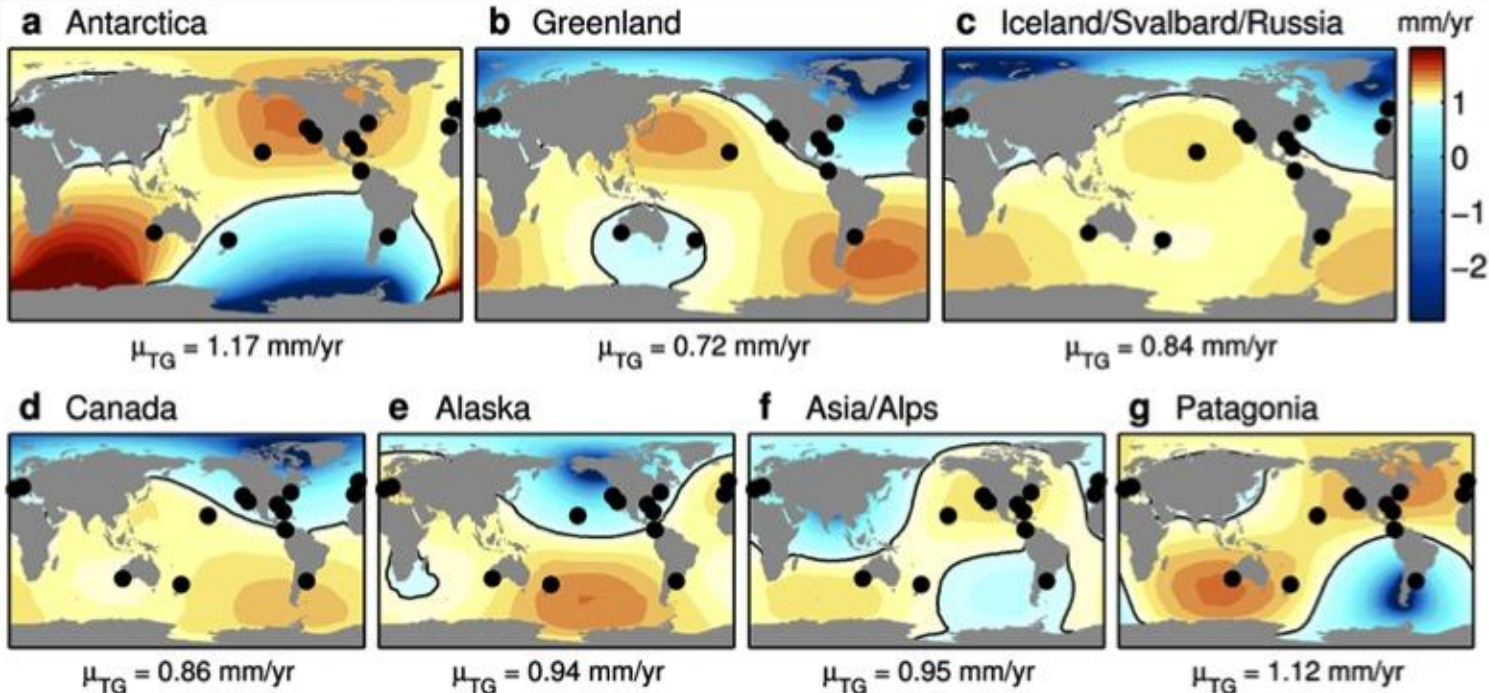 a Antarctica
b Greenland
c Iceland/Svalbard/Russia
mm/yr
1
0
−1
−2
μTG = 1.17 mm/yr
μTG = 0.72 mm/yr
μTG = 0.84 mm/yr
d Canada
e Alaska
f Asia/Alps
g Patagonia
μTG = 0.86 mm/yr
μTG = 0.94 mm/yr
μTG = 0.95 mm/yr
μTG = 1.12 mm/yr